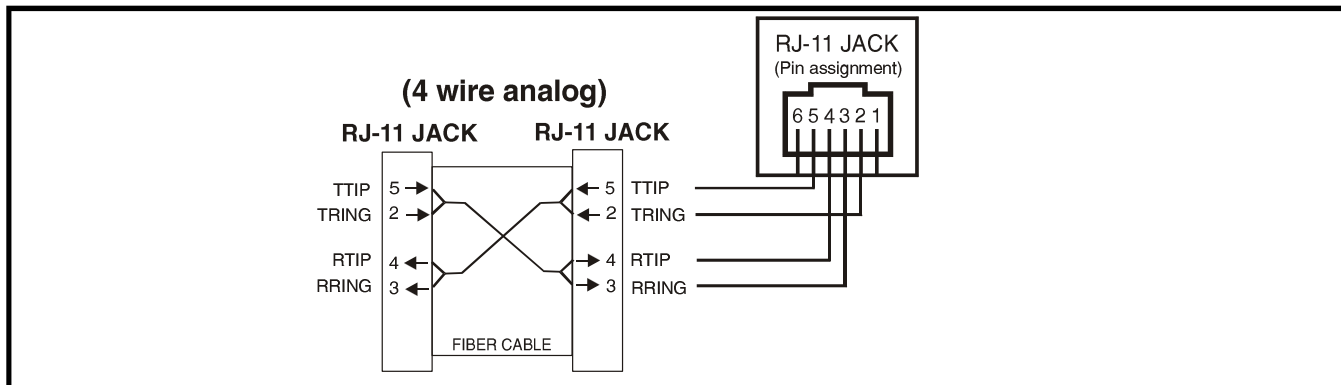 RJ-11 JACK
(Pin assignment)
6 5 4 3 2 1
(4 wire analog)
RJ-11 JACK RJ-11 JACK
TTIP 5 5 TTIP
TRING 2 2 TRING
RTIP 4 4 RTIP
RRING 3 3 RRING
FIBER CABLE